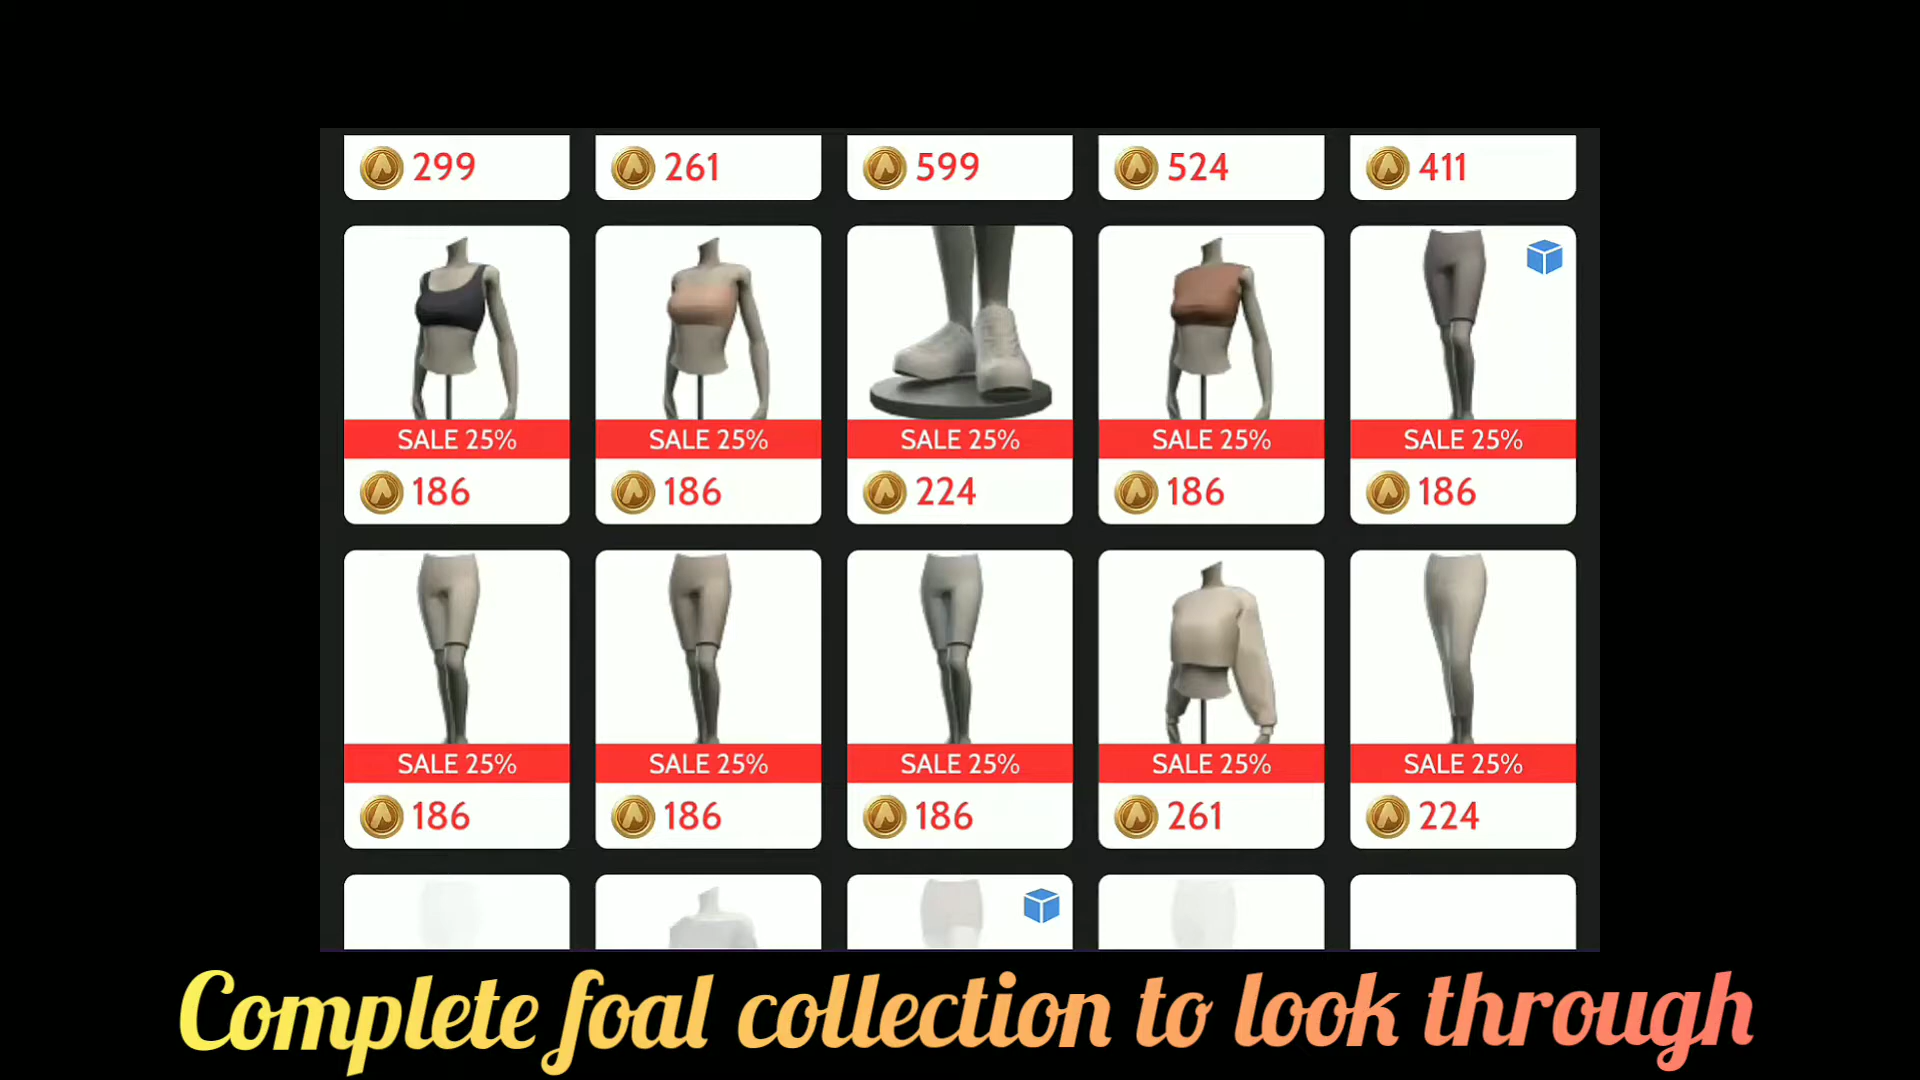 299 261 599 524 411
SALE 25% SALE 25% SALE 25% SALE 25% SALE 25%
186 186 224 186 186
SALE 25% SALE 25% SALE 25% SALE 25% SALE 25%
186 186 186 261 224
Complete foal collection to look through